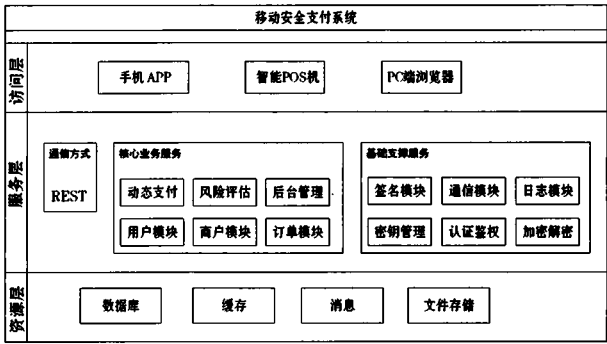 移动安全支付系统
访问层
手机 APP
智能POS机
PC端浏览器
服务层
通信方式
REST
核心业务服务
动态支付
风险评估
后台管理
用户模块
商户模块
订单模块
基础支撑服务
签名模块
通信模块
日志模块
密钥管理
认证鉴权
加密解密
资源层
数据库
缓存
消息
文件存储